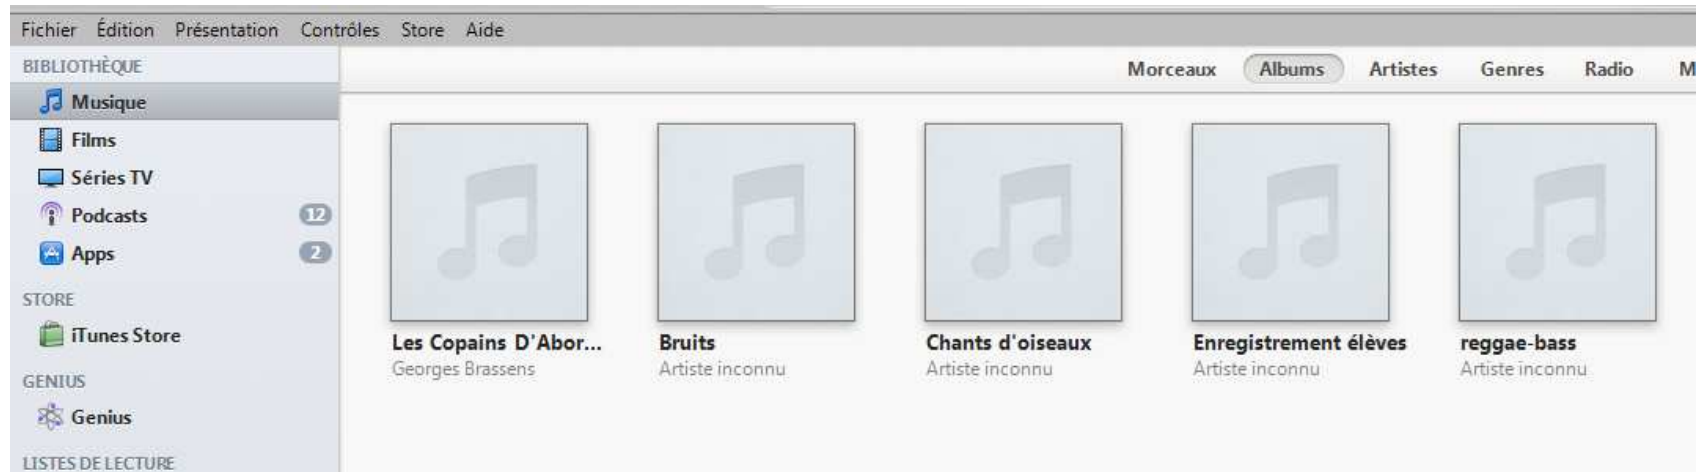 Fichier Édition Présentation Contrôles Store Aide
BIBLIOTHÈQUE
Morceaux Albums Artistes Genres Radio M
Musique
Films
Séries TV
Podcasts 12
Apps 2
STORE
iTunes Store
GENIUS
Genius
LISTES DE LECTURE
Les Copains D'Abor...
Georges Brassens
Bruits
Artiste inconnu
Chants d'oiseaux
Artiste inconnu
Enregistrement élèves
Artiste inconnu
reggae-bass
Artiste inconnu